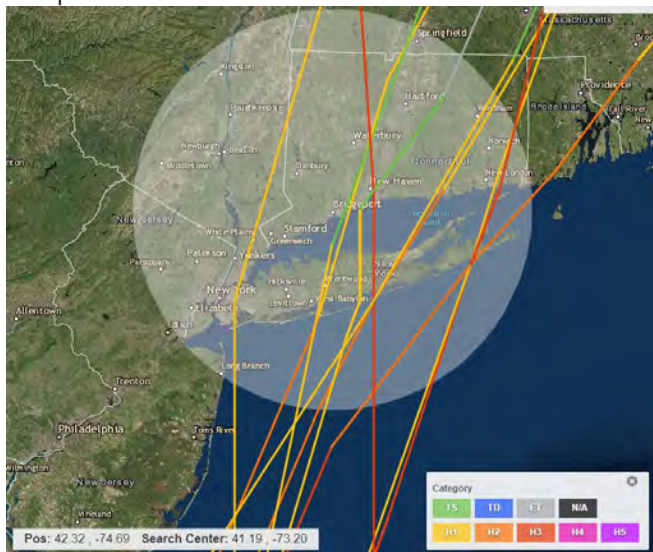 Massachusetts
Springfield
Kingston
Providence
Hartford
Poughkeepsie
Rhode Island
Fall River
New
Waterbury
Newburgh
Beacon
Norwich
Middletown
Danbury
Connecticut
New London
New Haven
Bridgeport
New Jersey
White Plains
Stamford
Greenwich
Paterson
Yonkers
Parsippany
New York
Hicksville
Brentwood
Levittown
West Babylon
New York
Elizabeth
Allentown
Edison
Long Branch
Trenton
Toms River
Philadelphia
Wilmington
New Jersey
Vineland
Category
TS TD ET N/A
H1 H2 H3 H4 H5
Pos: 42.32 , -74.69 Search Center: 41.19 , -73.20